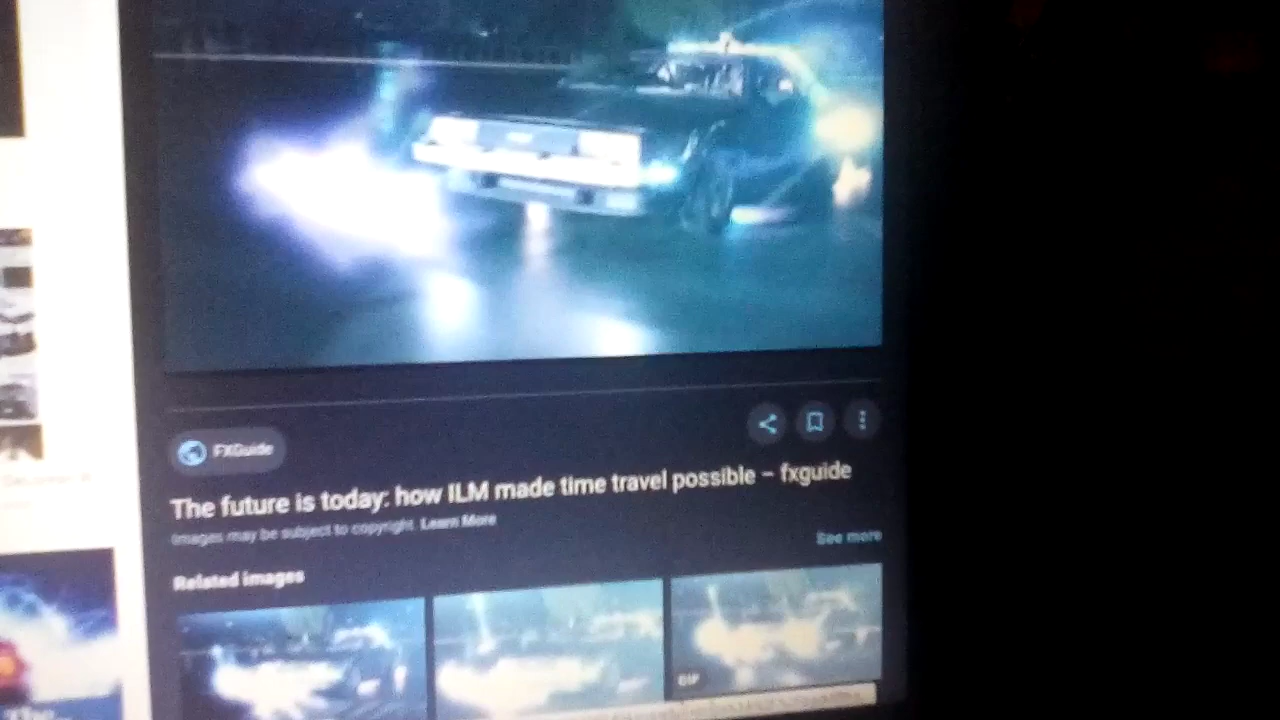 FXGuide
The future is today: how ILM made time travel possible – fxguide
Images may be subject to copyright. Learn More
See more
Related images
GIF